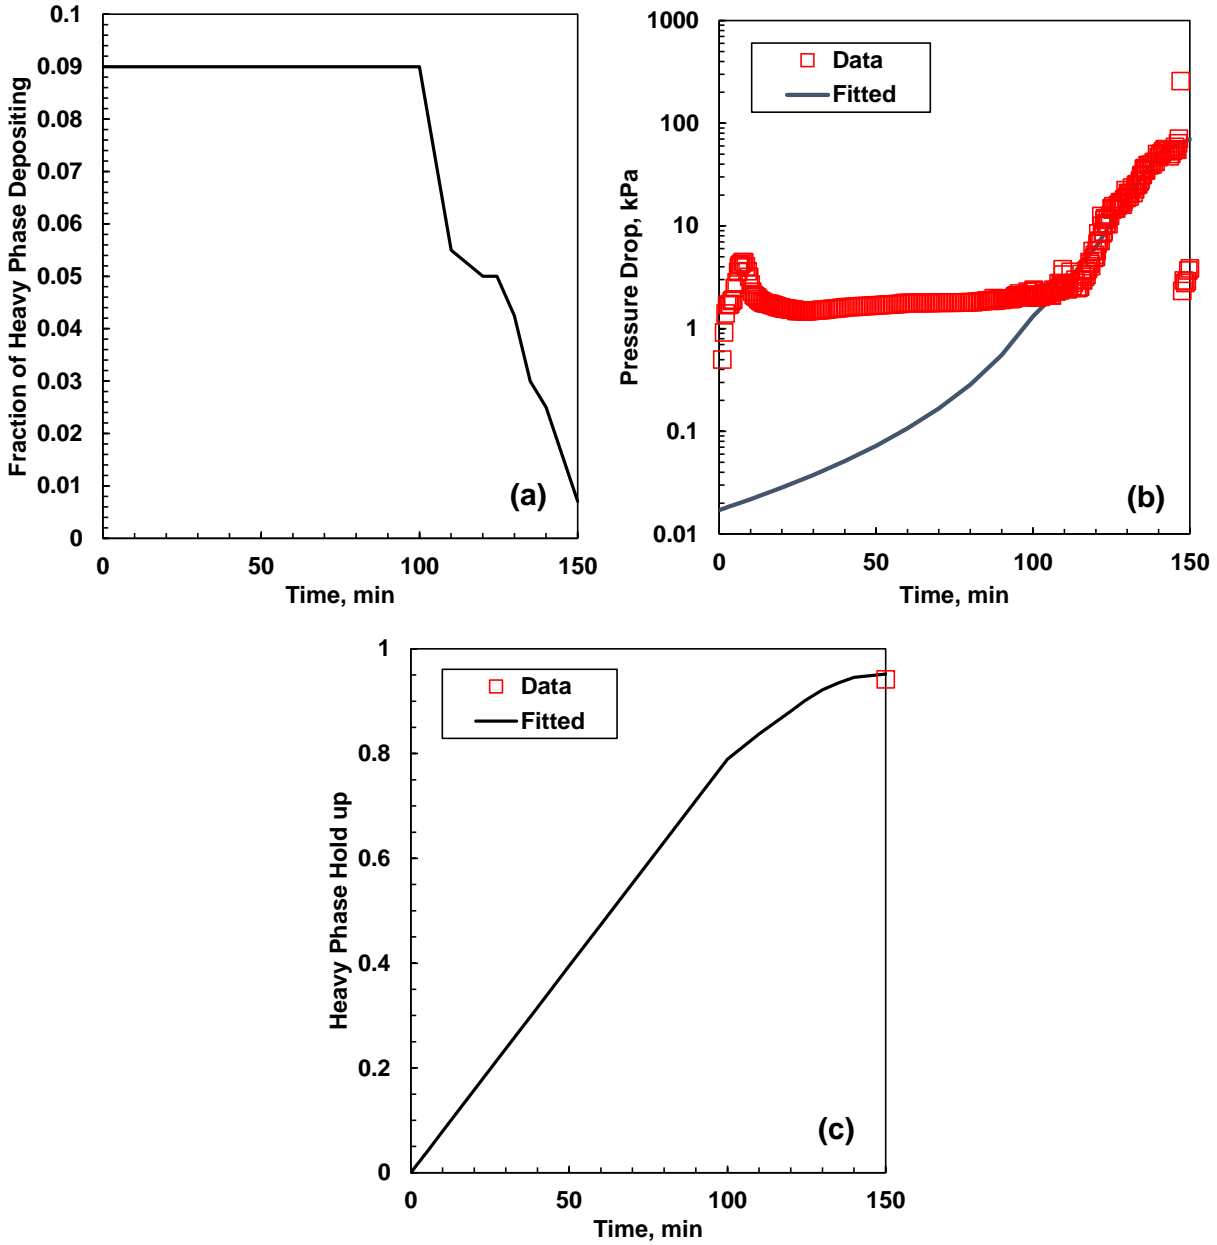 0.1
0.09
0.08
0.07
0.06
0.05
0.04
0.03
0.02
0.01
0
Fraction of Heavy Phase Depositing
(a)
0 50 100 150
Time, min
1000
100
10
1
0.1
0.01
Pressure Drop, kPa
Data
Fitted
(b)
0 50 100 150
Time, min
1
0.8
0.6
0.4
0.2
0
Heavy Phase Hold up
Data
Fitted
(c)
0 50 100 150
Time, min